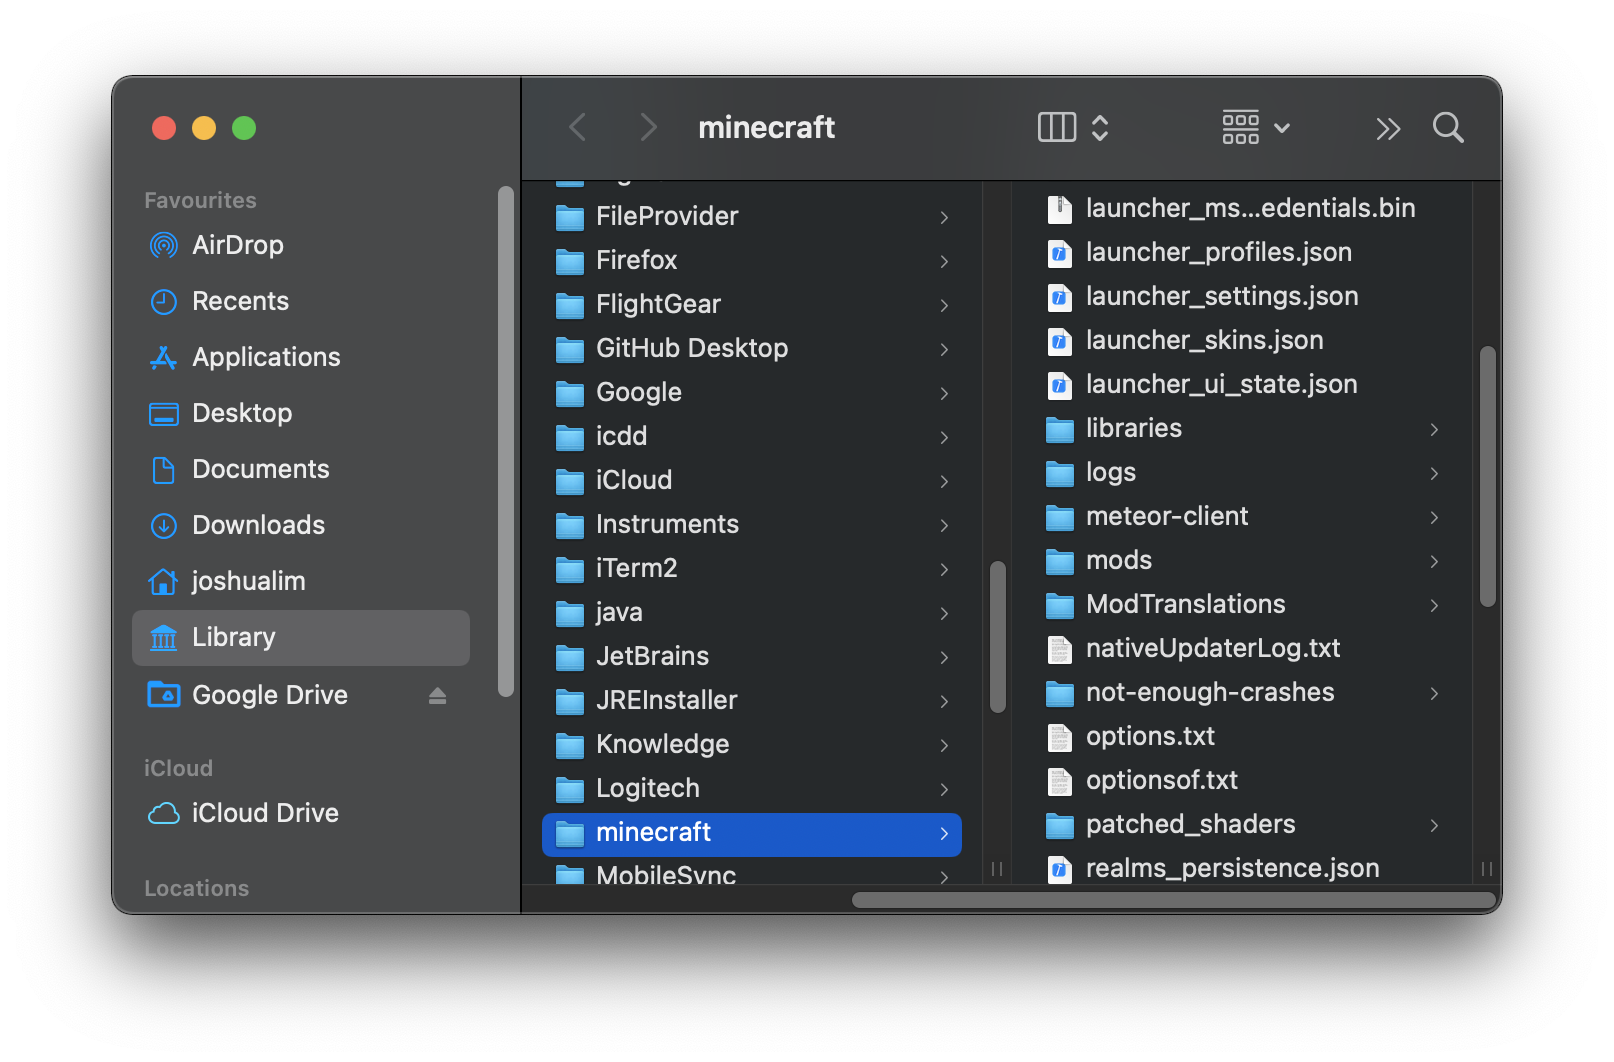 minecraft
Favourites
AirDrop
Recents
Applications
Desktop
Documents
Downloads
joshualim
Library
Google Drive
iCloud
iCloud Drive
Locations
FileProvider
Firefox
FlightGear
GitHub Desktop
Google
icdd
iCloud
Instruments
iTerm2
java
JetBrains
JREInstaller
Knowledge
Logitech
minecraft
MobileSync
launcher_ms...edentials.bin
launcher_profiles.json
launcher_settings.json
launcher_skins.json
launcher_ui_state.json
libraries
logs
meteor-client
mods
ModTranslations
nativeUpdaterLog.txt
not-enough-crashes
options.txt
optionsof.txt
patched_shaders
realms_persistence.json